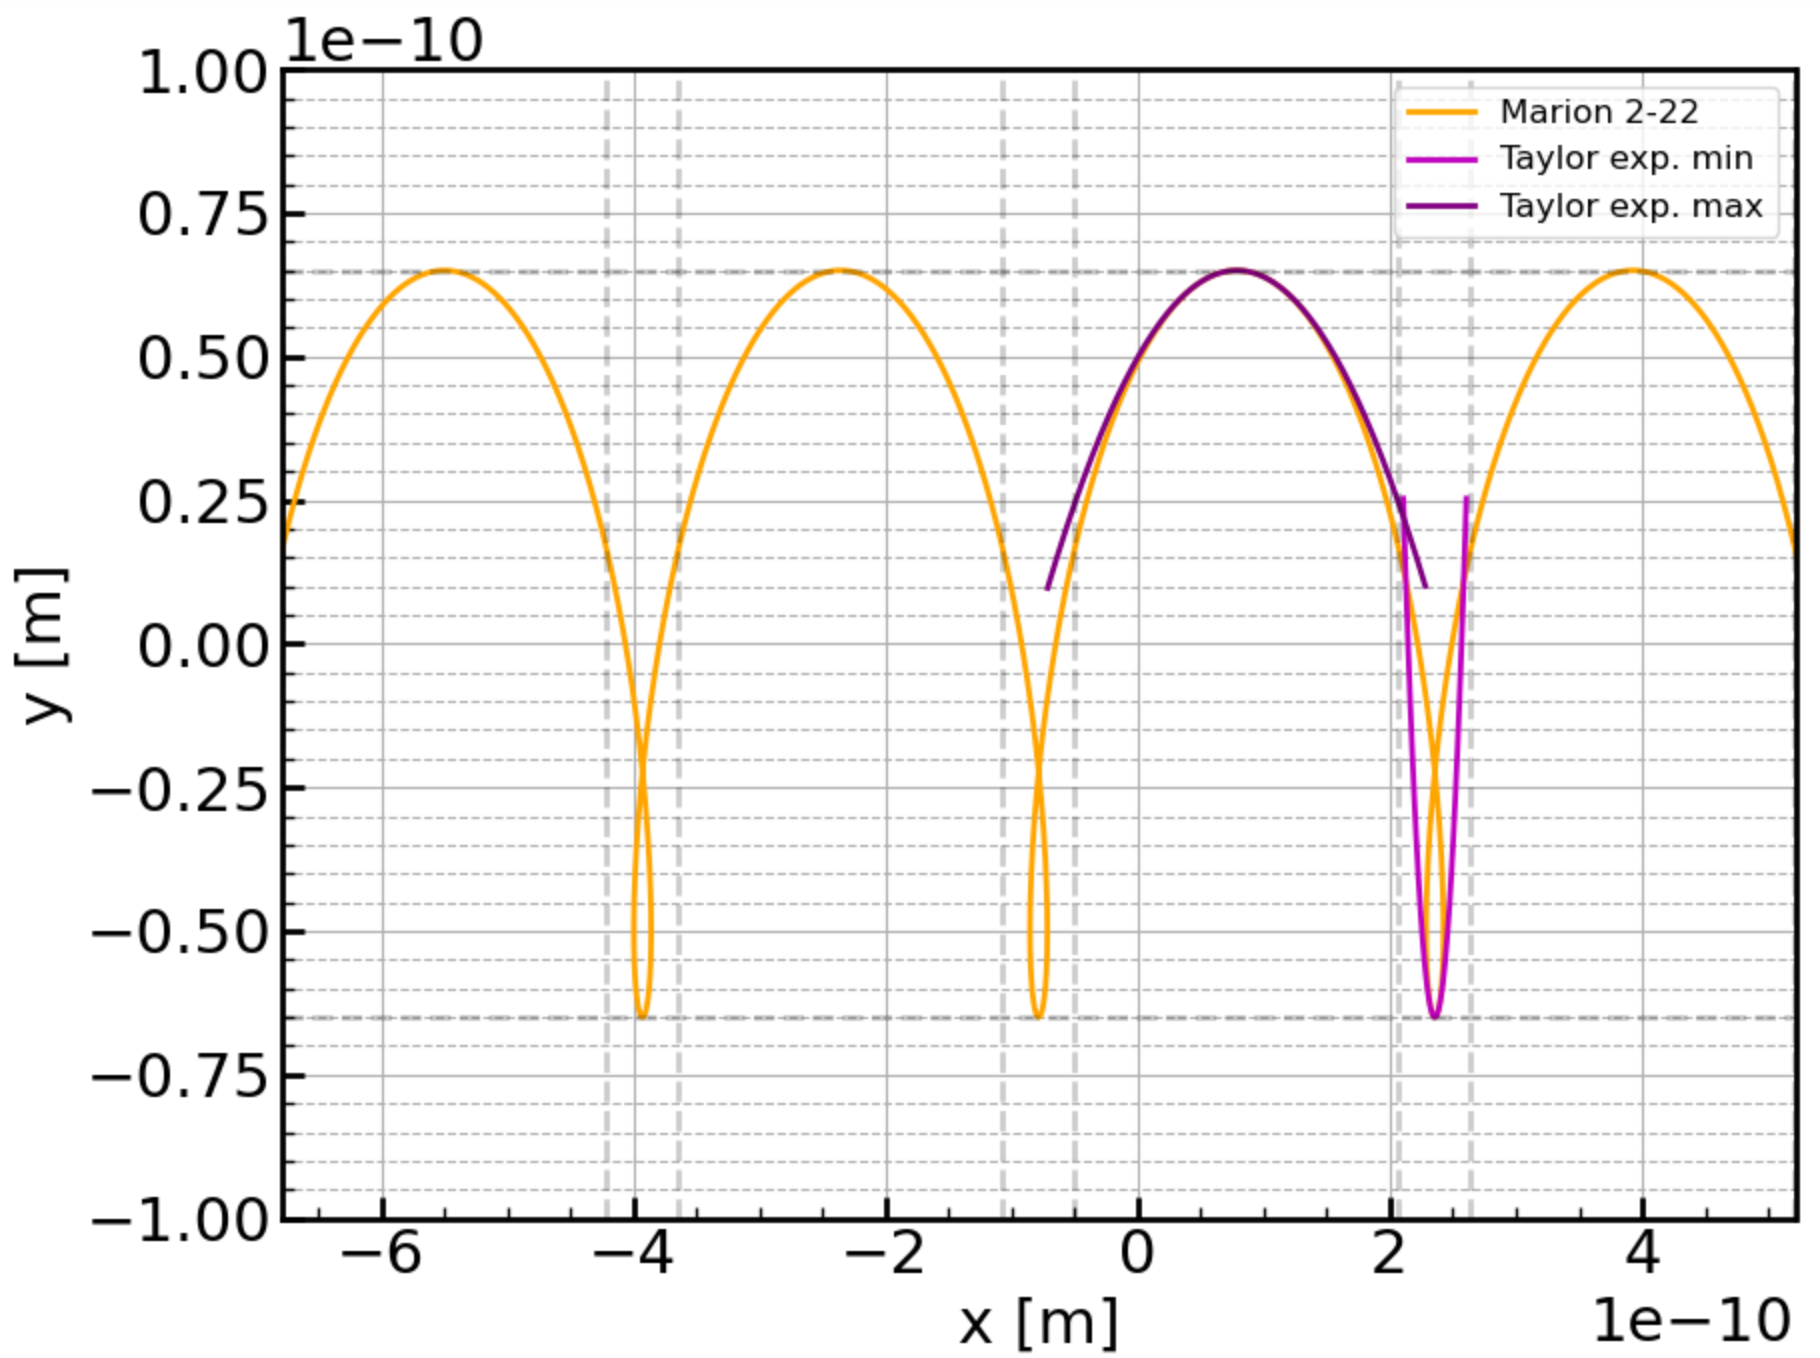 1e−10
1.00
0.75
0.50
0.25
0.00
−0.25
−0.50
−0.75
−1.00
y [m]
Marion 2-22
Taylor exp. min
Taylor exp. max
−6 −4 −2 0 2 4
x [m]
1e−10